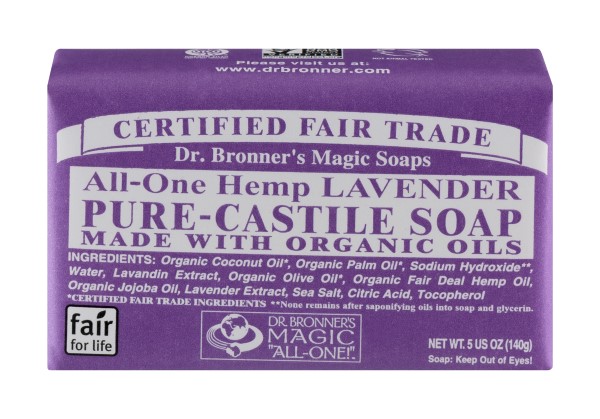 Please visit us at:
www.drbronner.com
CERTIFIED FAIR TRADE
Dr. Bronner's Magic Soaps
All-One Hemp LAVENDER
PURE-CASTILE SOAP
MADE WITH ORGANIC OILS
INGREDIENTS: Organic Coconut Oil*, Organic Palm Oil*, Sodium Hydroxide**,
Water, Lavandin Extract, Organic Olive Oil*, Organic Fair Deal Hemp Oil,
Organic Jojoba Oil, Lavender Extract, Sea Salt, Citric Acid, Tocopherol
*CERTIFIED FAIR TRADE INGREDIENTS **None remains after saponifying oils into soap and glycerin.
fair
for life
DR. BRONNER'S
MAGIC
"ALL-ONE!"
NET WT. 5 US OZ (140g)
Soap: Keep Out of Eyes!